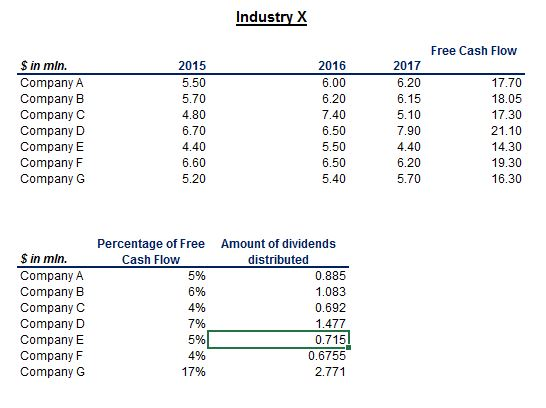 Industry X
Free Cash Flow
$ in mln. 2015 2016 2017
Company A 5.50 6.00 6.20 17.70
Company B 5.70 6.20 6.15 18.05
Company C 4.80 7.40 5.10 17.30
Company D 6.70 6.50 7.90 21.10
Company E 4.40 5.50 4.40 14.30
Company F 6.60 6.50 6.20 19.30
Company G 5.20 5.40 5.70 16.30
Percentage of Free Amount of dividends
$ in mln. Cash Flow distributed
Company A 5% 0.885
Company B 6% 1.083
Company C 4% 0.692
Company D 7% 1.477
Company E 5% 0.715
Company F 4% 0.6755
Company G 17% 2.771